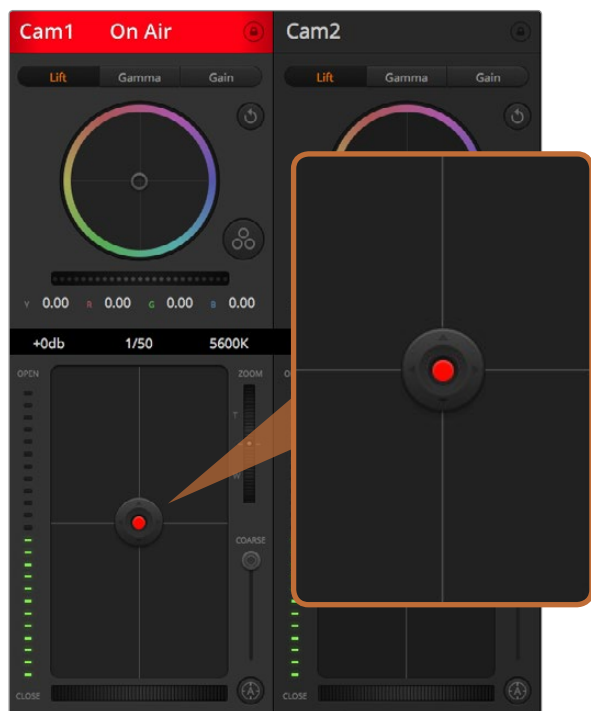 Cam1 On Air Cam2
Lift Gamma Gain Lift Gamma Gain
Y 0.00 R 0.00 G 0.00 B 0.00
+0db 1/50 5600K
OPEN ZOOM
T
W
COARSE
CLOSE CLOSE
A